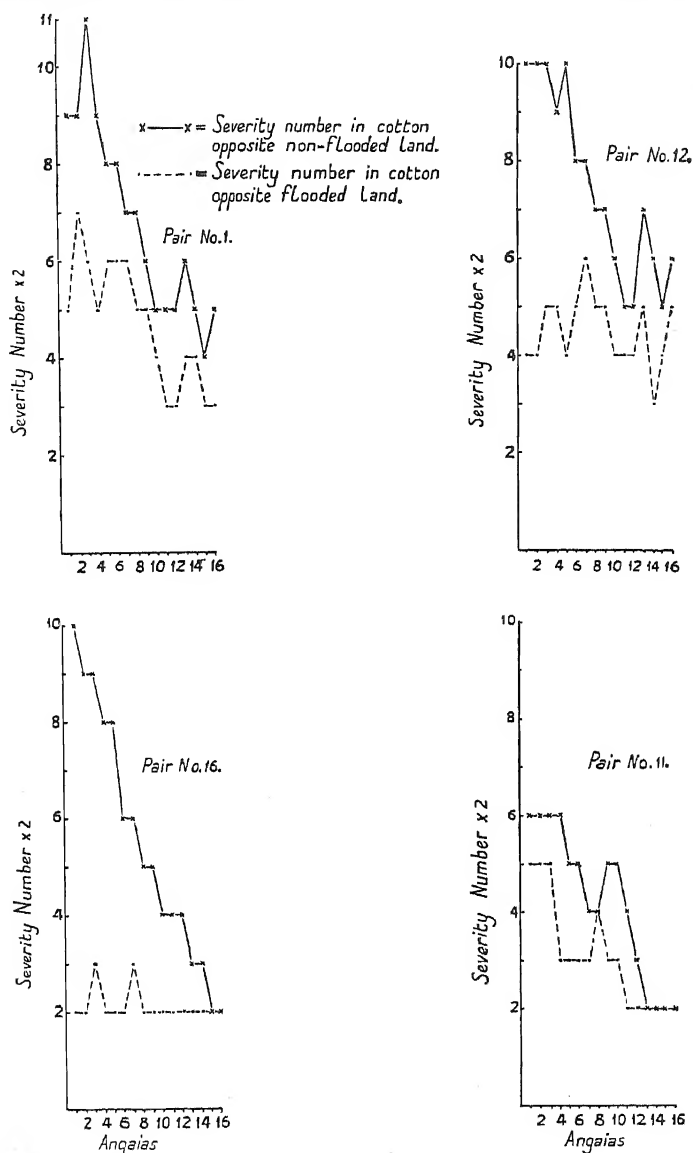 11
10
8
6
4
2
Severity Number x2
x——x = Severity number in cotton
opposite non-flooded land.
------ = Severity number in cotton
opposite flooded land.
Pair No.1.
2 4 6 8 10 12 14 16
10
8
6
4
2
Severity Number x2
Pair No.12.
2 4 6 8 10 12 14 16
10
8
6
4
2
Severity Number x2
Pair No.16.
2 4 6 8 10 12 14 16
Angaias
10
8
6
4
2
Severity Number x2
Pair No.11.
2 4 6 8 10 12 14 16
Angaias